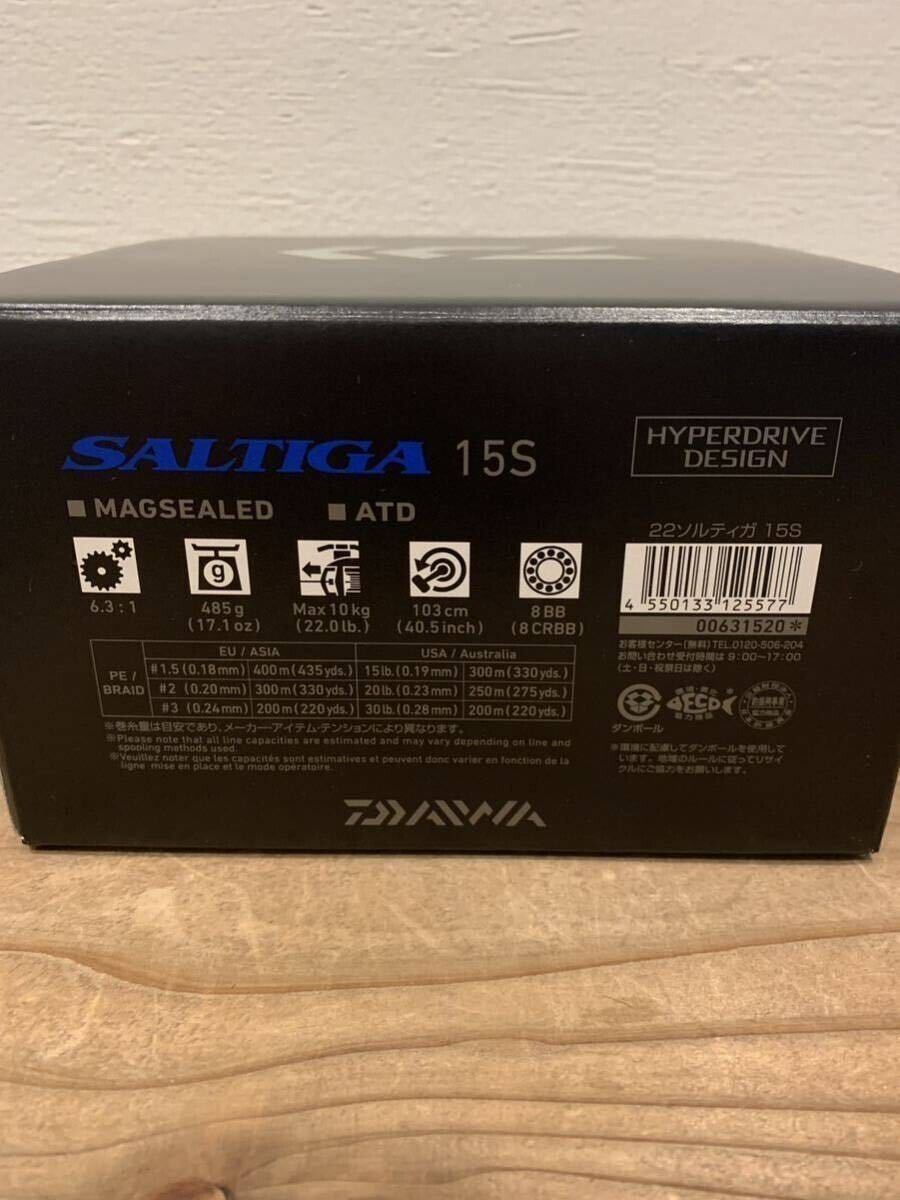 SALTIGA 15S
HYPERDRIVE
DESIGN
■ MAGSEALED ■ ATD
g
6.3 : 1
485g
(17.1 oz)
Max 10kg
(22.0 lb.)
103cm
(40.5 inch)
8BB
(8CRBB)
22ソルティガ 15S
4 550133 125577
00631520*
お客様センター(無料)TEL.0120-506-204
お問い合わせ受付時間は 9:00〜17:00
(土・日・祝祭日は除く)
EU / ASIA USA / Australia
PE / BRAID
#1.5 (0.18mm) 400m (435yds.) 15lb. (0.19mm) 300m (330yds.)
#2 (0.20mm) 300m (330yds.) 20lb. (0.23mm) 250m (275yds.)
#3 (0.24mm) 200m (220yds.) 30lb. (0.28mm) 200m (220yds.)
※巻糸量は目安であり、メーカー・アイテム・テンションにより異なります。
※Please note that all line capacities are estimated and may vary depending on line and
spooling methods used.
※Veuillez noter que les capacités sont estimatives et peuvent donc varier en fonction de la
ligne mise en place et le mode opératoire.
ダンボール
※環境に配慮してダンボールを使用して
います。地域のルールに従ってリサイ
クルにご協力をお願いします。
DAIWA